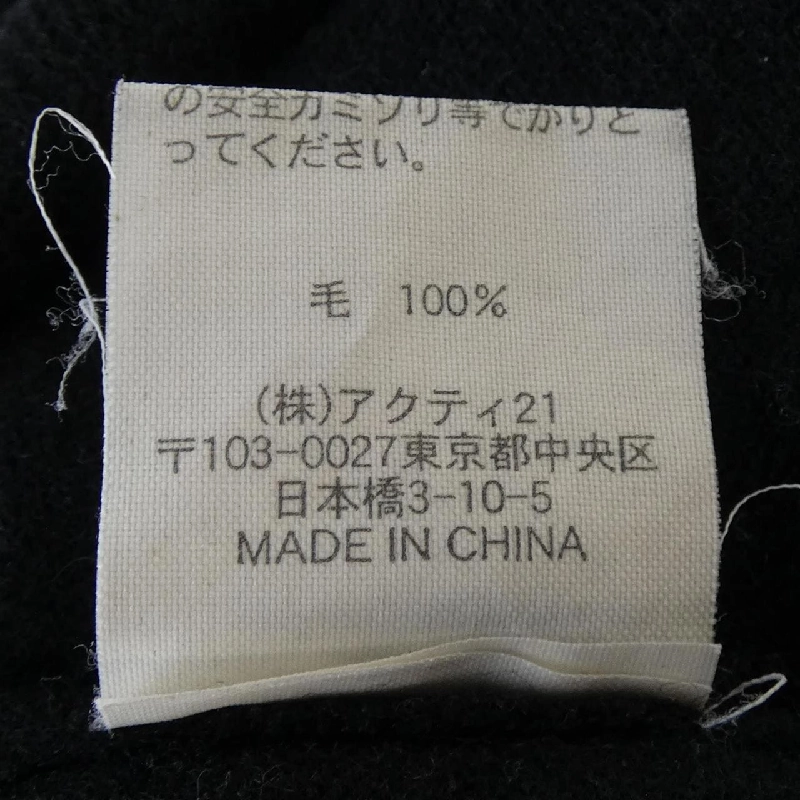 の安全カミソリ等でかりと
ってください。
毛 100%
(株)アクティ21
〒103-0027東京都中央区
日本橋3-10-5
MADE IN CHINA